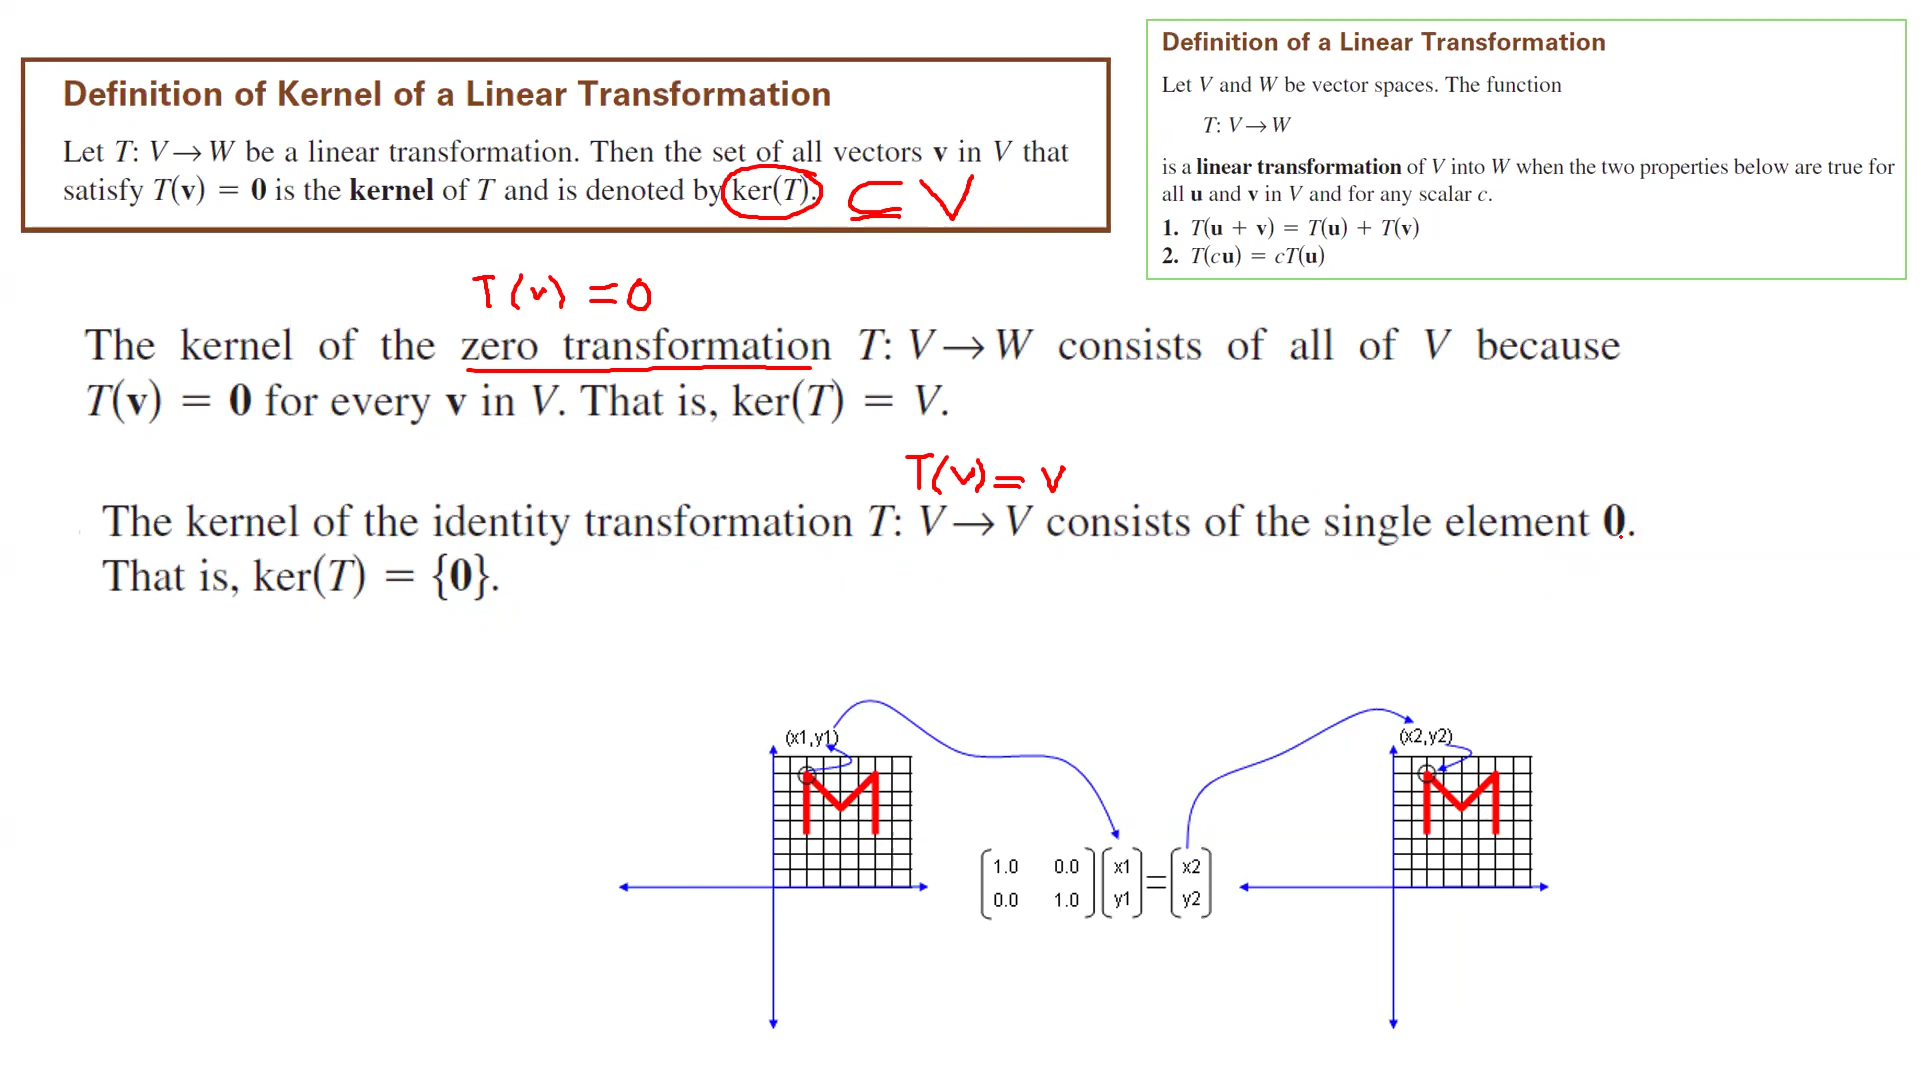 Definition of Kernel of a Linear Transformation
Let T: V→W be a linear transformation. Then the set of all vectors v in V that
satisfy T(v) = 0 is the kernel of T and is denoted by ker(T). ⊆ V
Definition of a Linear Transformation
Let V and W be vector spaces. The function
T: V→W
is a linear transformation of V into W when the two properties below are true for
all u and v in V and for any scalar c.
1. T(u + v) = T(u) + T(v)
2. T(cu) = cT(u)
T(v) = 0
The kernel of the zero transformation T: V→W consists of all of V because
T(v) = 0 for every v in V. That is, ker(T) = V.
T(v) = v
The kernel of the identity transformation T: V→V consists of the single element 0.
That is, ker(T) = {0}.
(x1,y1)
(x2,y2)
1.0 0.0 x1 = x2
0.0 1.0 y1 y2
M
M